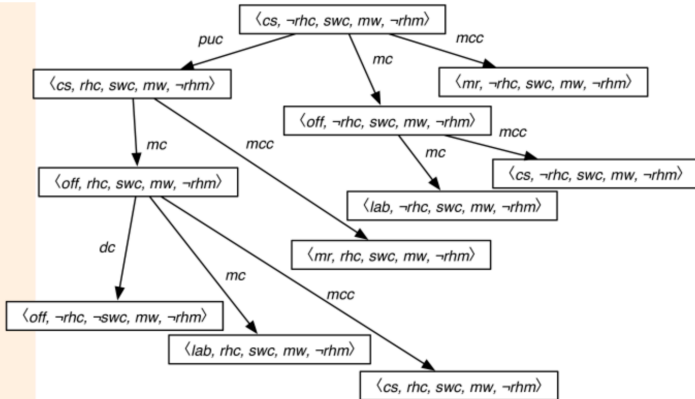 ⟨cs, ¬rhc, swc, mw, ¬rhm⟩
puc
mc
mcc
⟨cs, rhc, swc, mw, ¬rhm⟩
⟨mr, ¬rhc, swc, mw, ¬rhm⟩
⟨off, ¬rhc, swc, mw, ¬rhm⟩
mc
mcc
mc
mcc
⟨off, rhc, swc, mw, ¬rhm⟩
⟨cs, ¬rhc, swc, mw, ¬rhm⟩
⟨lab, ¬rhc, swc, mw, ¬rhm⟩
⟨mr, rhc, swc, mw, ¬rhm⟩
dc
mc
mcc
⟨off, ¬rhc, ¬swc, mw, ¬rhm⟩
⟨lab, rhc, swc, mw, ¬rhm⟩
⟨cs, rhc, swc, mw, ¬rhm⟩